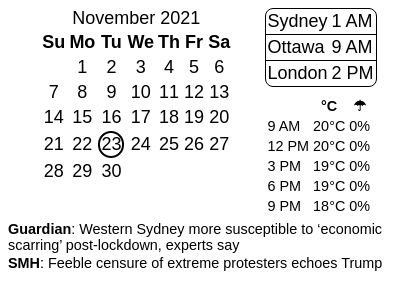 November 2021
Su Mo Tu We Th Fr Sa
1 2 3 4 5 6
7 8 9 10 11 12 13
14 15 16 17 18 19 20
21 22 23 24 25 26 27
28 29 30
Sydney 1 AM
Ottawa 9 AM
London 2 PM
°C ☂
9 AM 20°C 0%
12 PM 20°C 0%
3 PM 19°C 0%
6 PM 19°C 0%
9 PM 18°C 0%
Guardian: Western Sydney more susceptible to ‘economic
scarring’ post-lockdown, experts say
SMH: Feeble censure of extreme protesters echoes Trump